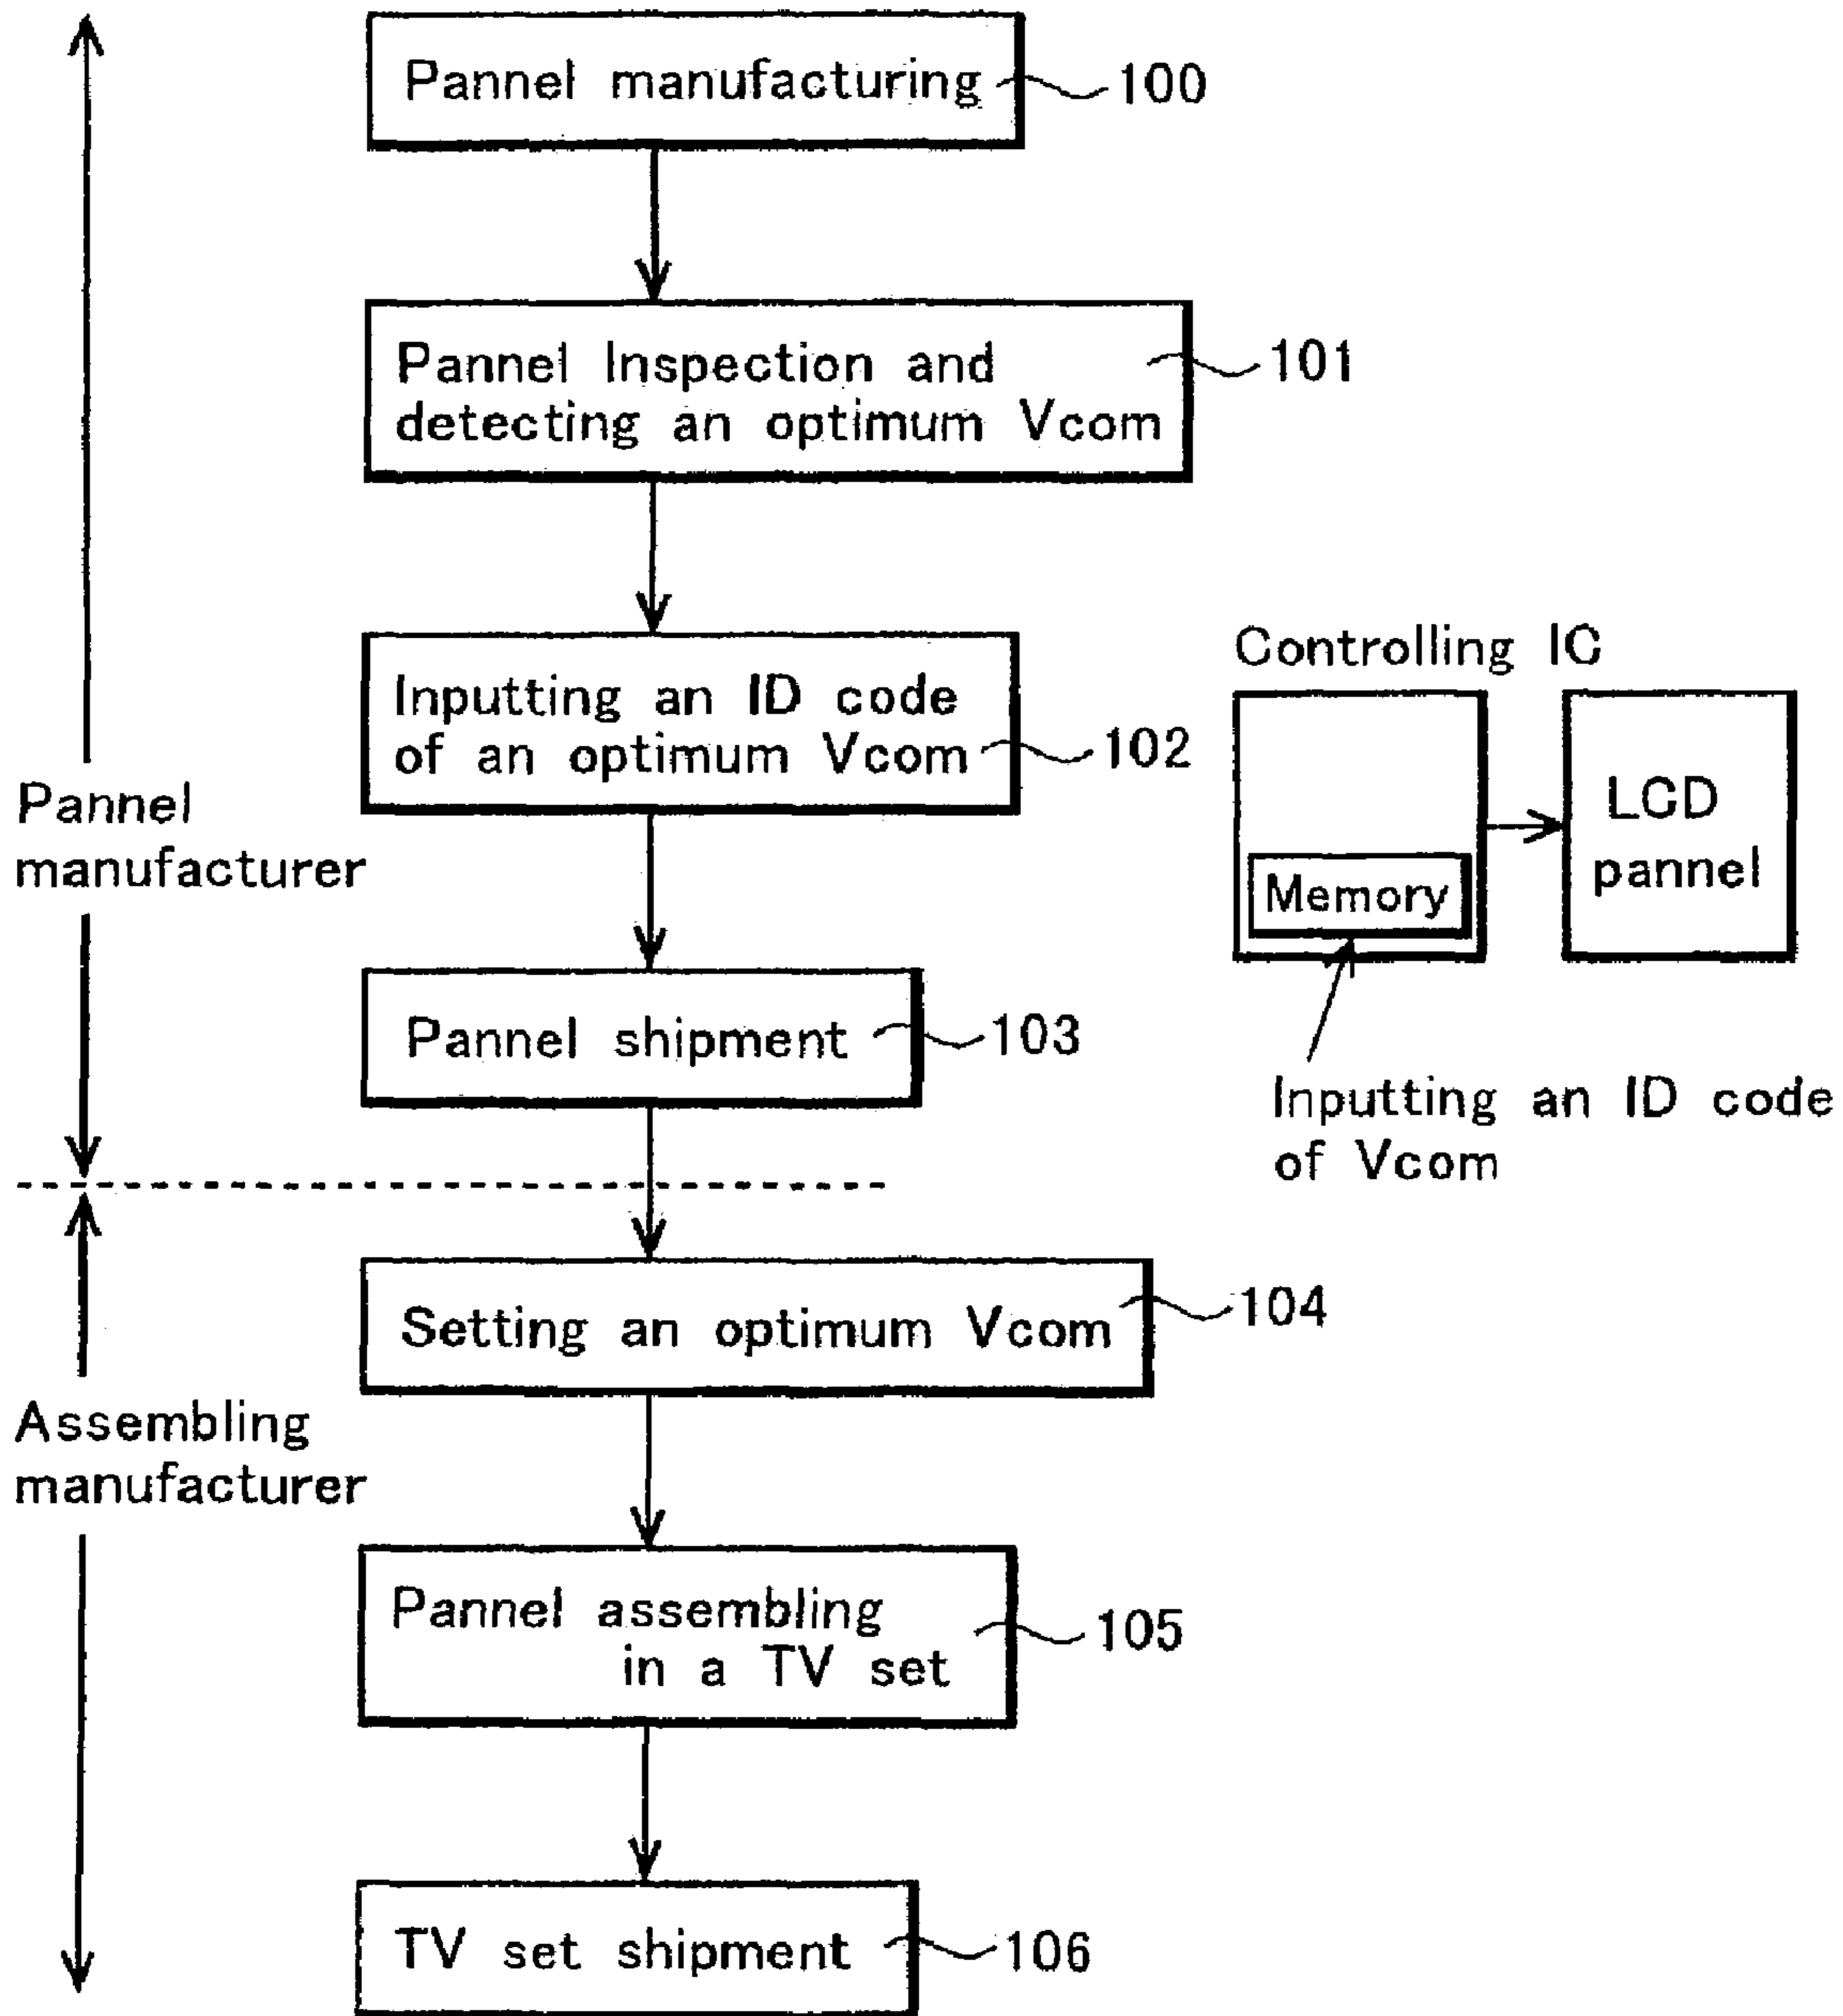 Pannel manufacturing
100
Pannel Inspection and
detecting an optimum Vcom
101
Inputting an ID code
of an optimum Vcom
102
Pannel
manufacturer
Controlling IC
Memory
LCD
pannel
Inputting an ID code
of Vcom
Pannel shipment
103
Setting an optimum Vcom
104
Assembling
manufacturer
Pannel assembling
in a TV set
105
TV set shipment
106